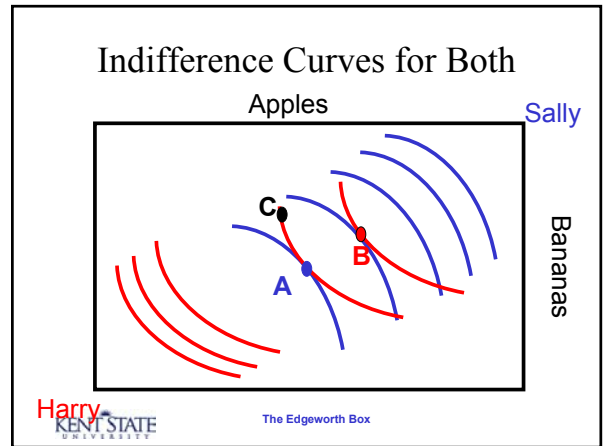 Indifference Curves for Both
Apples
Sally
C
B
A
Bananas
Harry
KENT STATE
UNIVERSITY
The Edgeworth Box